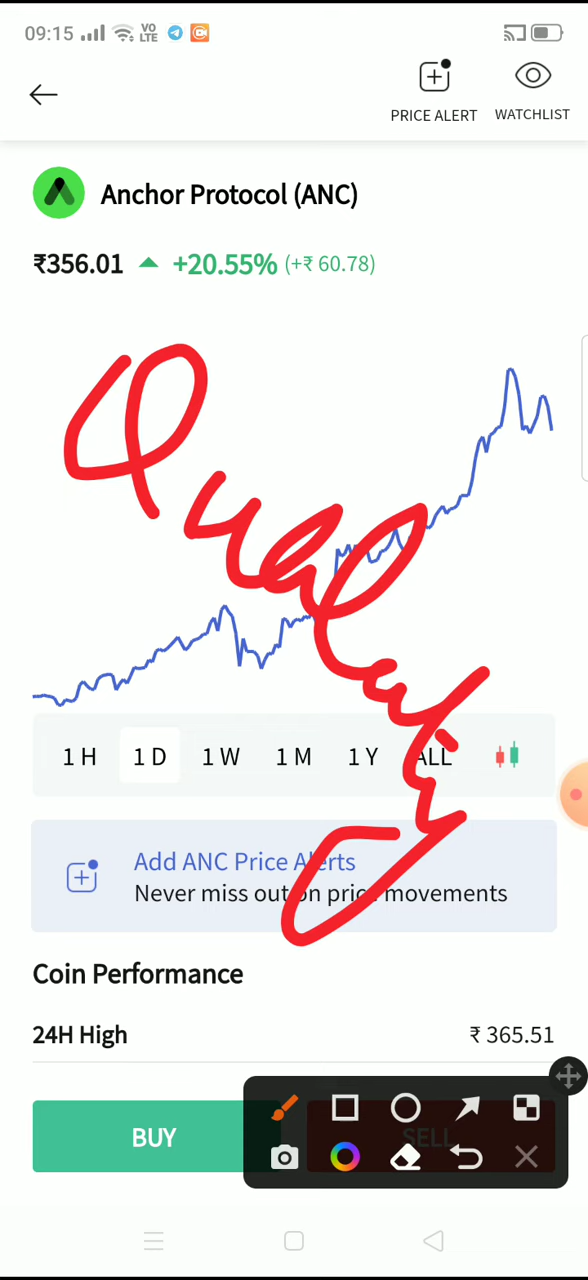 09:15 VO LTE
PRICE ALERT WATCHLIST
Anchor Protocol (ANC)
₹356.01 +20.55% (+₹ 60.78)
Quality
1 H 1 D 1 W 1 M 1 Y ALL
Add ANC Price Alerts
Never miss out on price movements
Coin Performance
24H High ₹ 365.51
BUY SELL